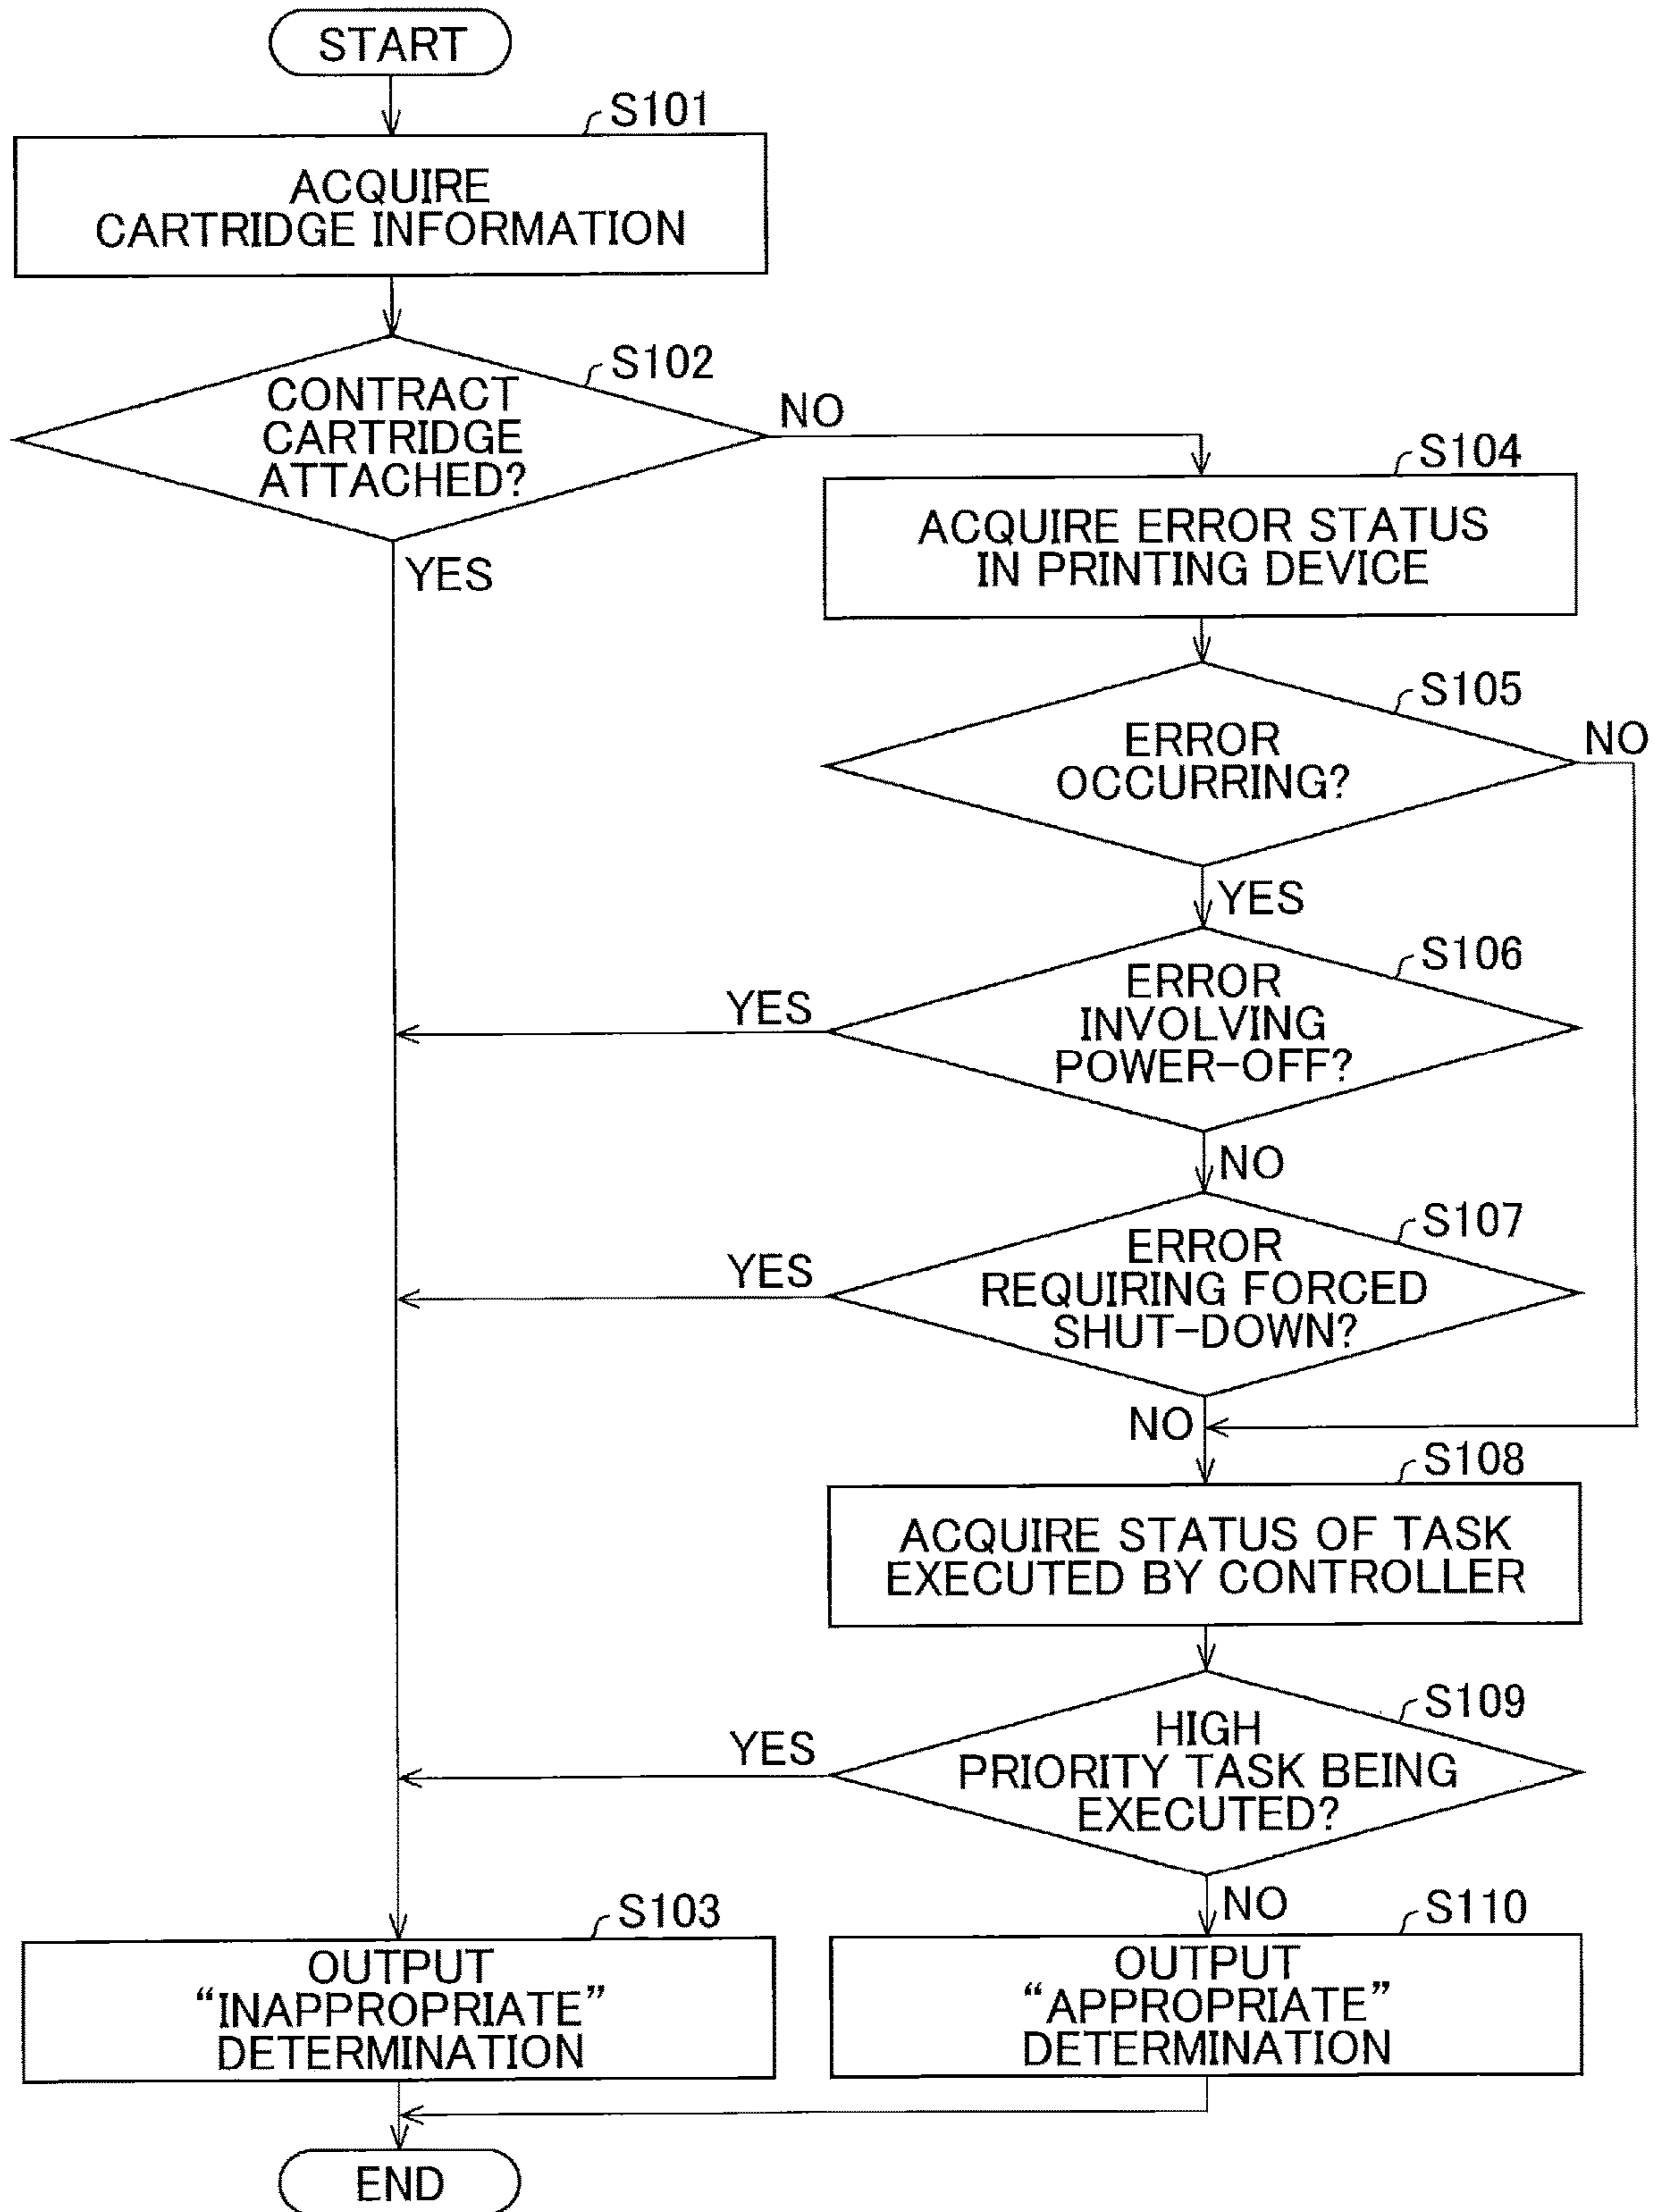 START
S101
ACQUIRE
CARTRIDGE INFORMATION
S102
CONTRACT
CARTRIDGE
ATTACHED?
NO
YES
S104
ACQUIRE ERROR STATUS
IN PRINTING DEVICE
S105
ERROR
OCCURRING?
NO
YES
S106
ERROR
INVOLVING
POWER-OFF?
YES
NO
S107
ERROR
REQUIRING FORCED
SHUT-DOWN?
YES
NO
S108
ACQUIRE STATUS OF TASK
EXECUTED BY CONTROLLER
S109
HIGH
PRIORITY TASK BEING
EXECUTED?
YES
NO
S103
OUTPUT
“INAPPROPRIATE”
DETERMINATION
S110
OUTPUT
“APPROPRIATE”
DETERMINATION
END